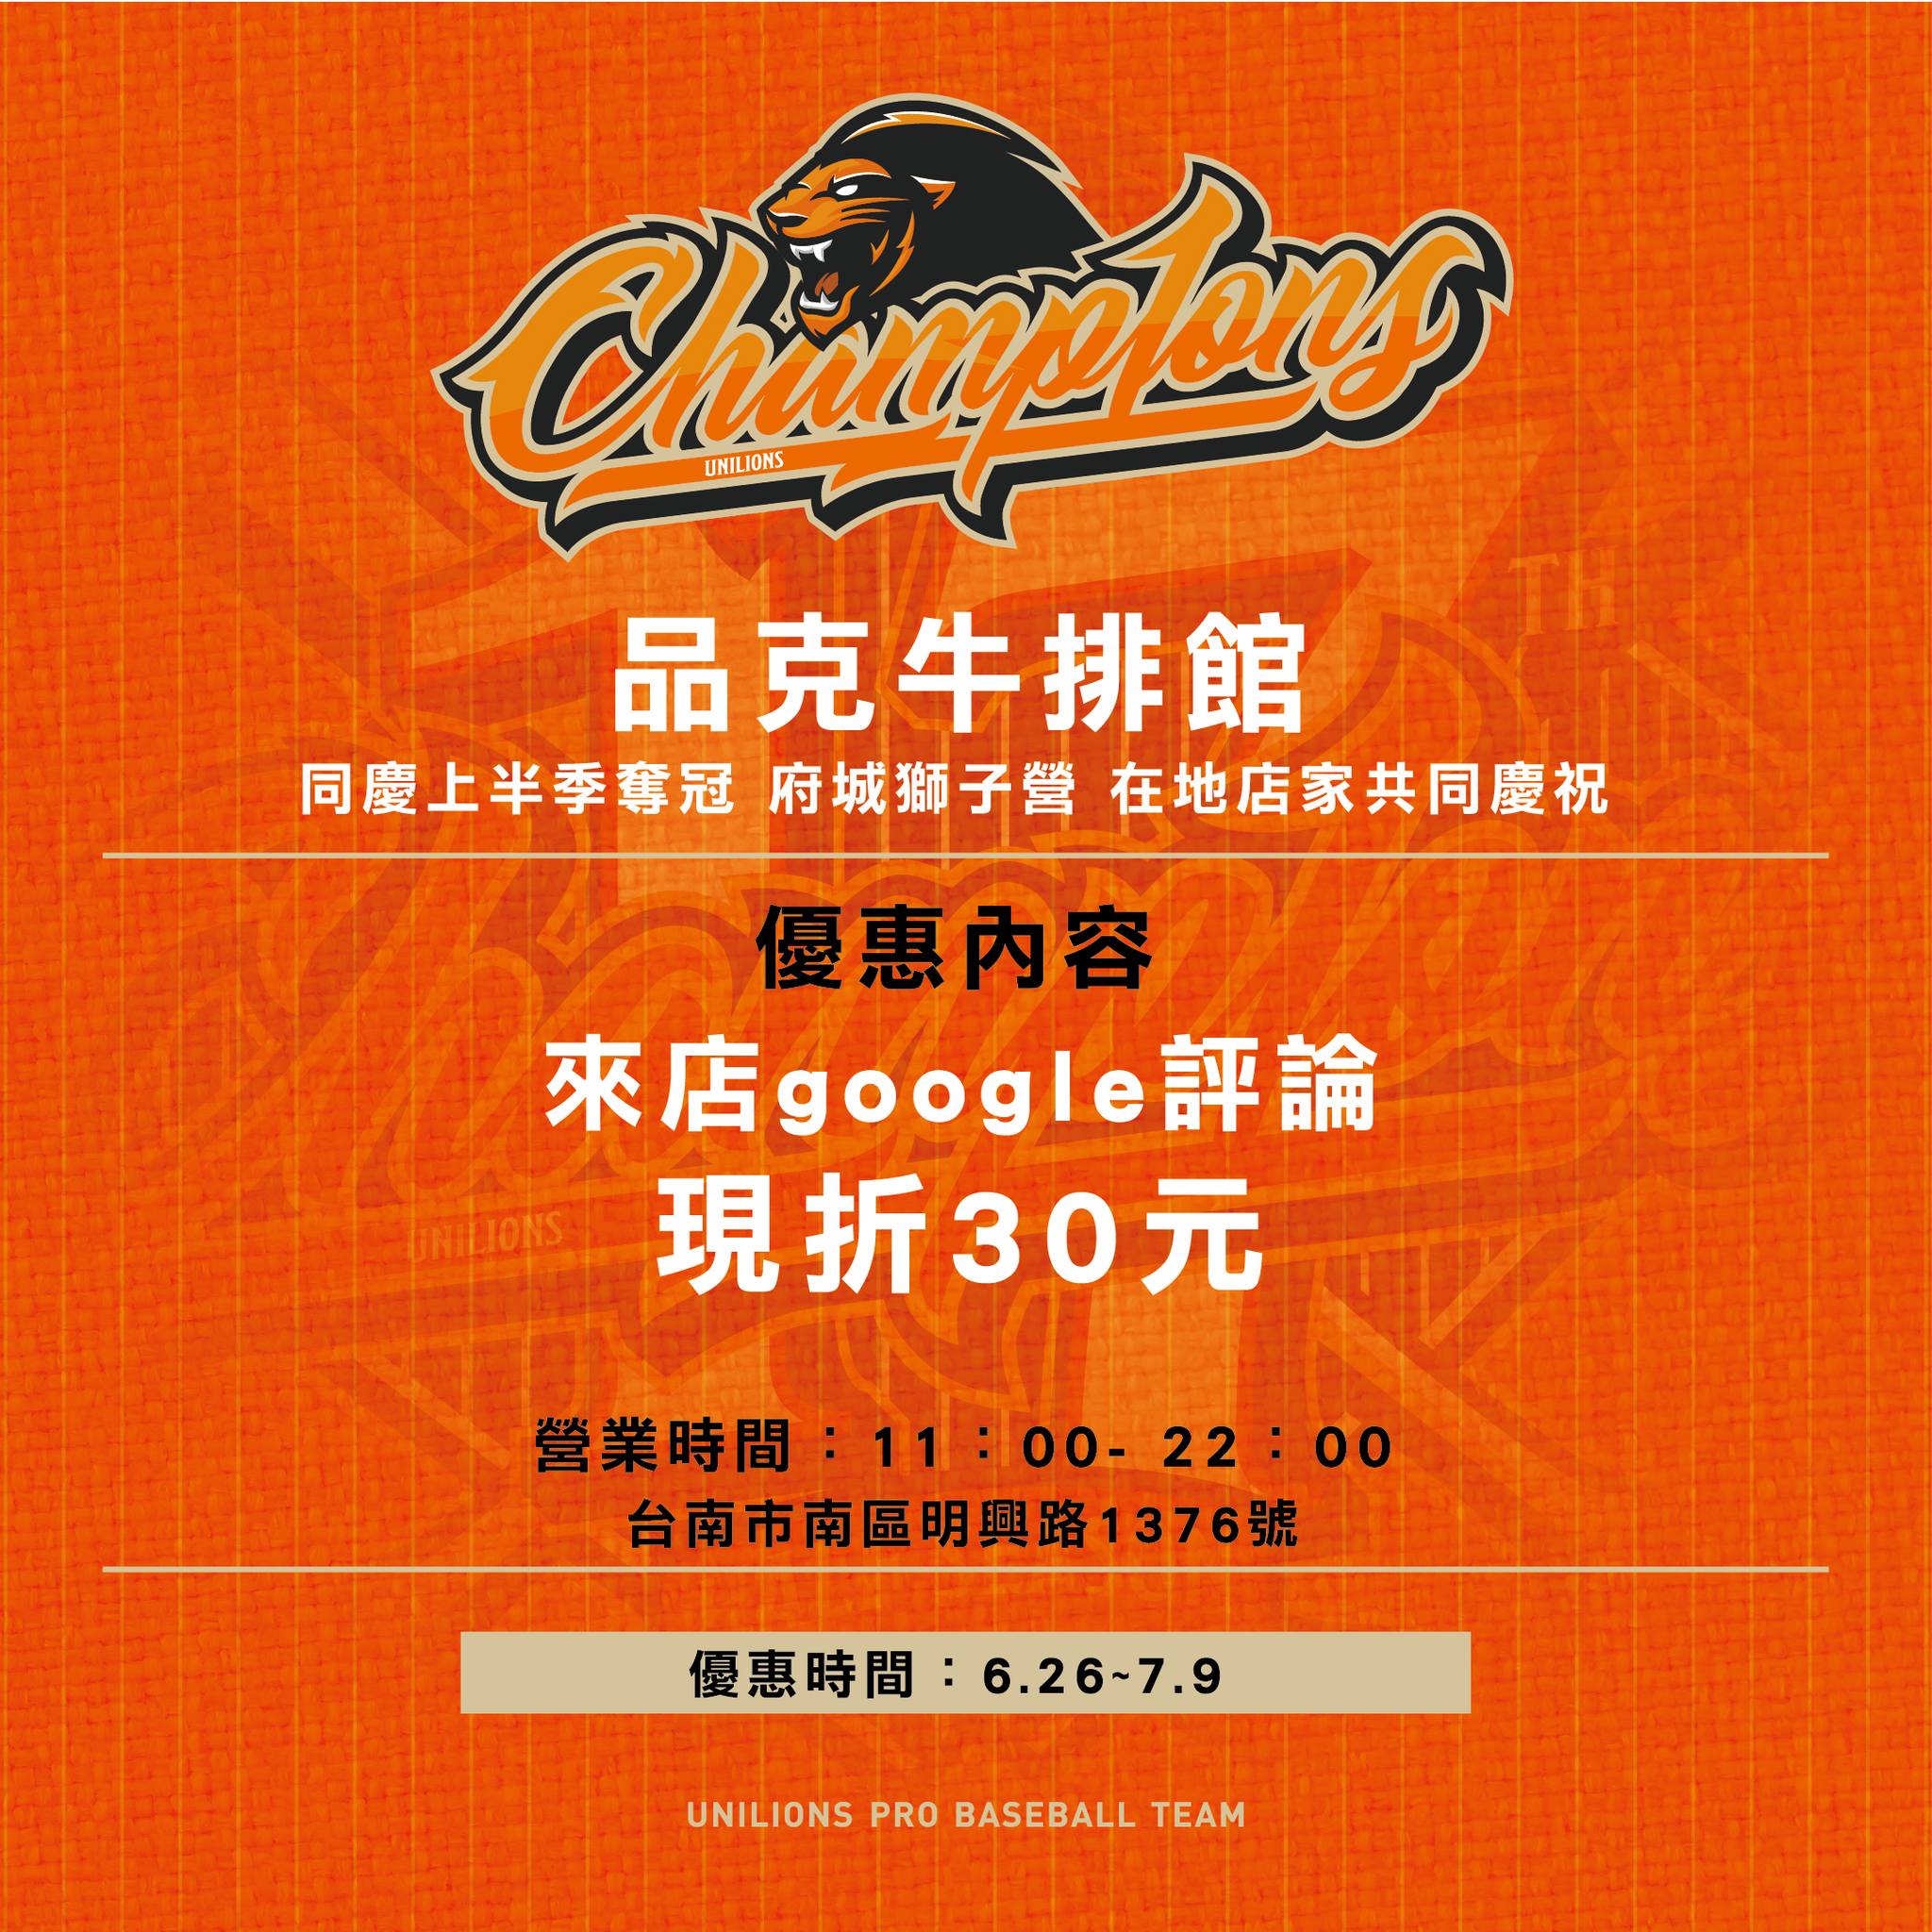 Champ1ons
UNILIONS
17TH
品克牛排館
同慶上半季奪冠 府城獅子營 在地店家共同慶祝
優惠內容
來店google評論
現折30元
UNILIONS
營業時間：11：00- 22：00
台南市南區明興路1376號
優惠時間：6.26~7.9
UNILIONS PRO BASEBALL TEAM